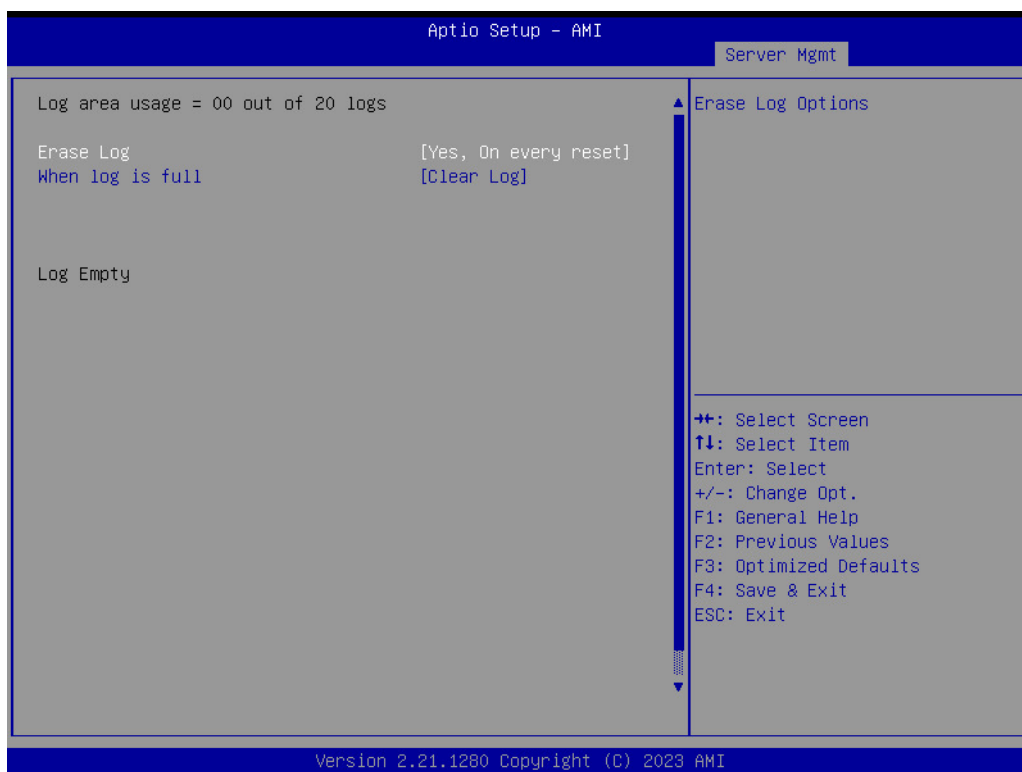 Aptio Setup - AMI
Server Mgmt
Log area usage = 00 out of 20 logs
Erase Log [Yes, On every reset]
When log is full [Clear Log]
Log Empty
Erase Log Options
→←: Select Screen
↑↓: Select Item
Enter: Select
+/-: Change Opt.
F1: General Help
F2: Previous Values
F3: Optimized Defaults
F4: Save & Exit
ESC: Exit
Version 2.21.1280 Copyright (C) 2023 AMI